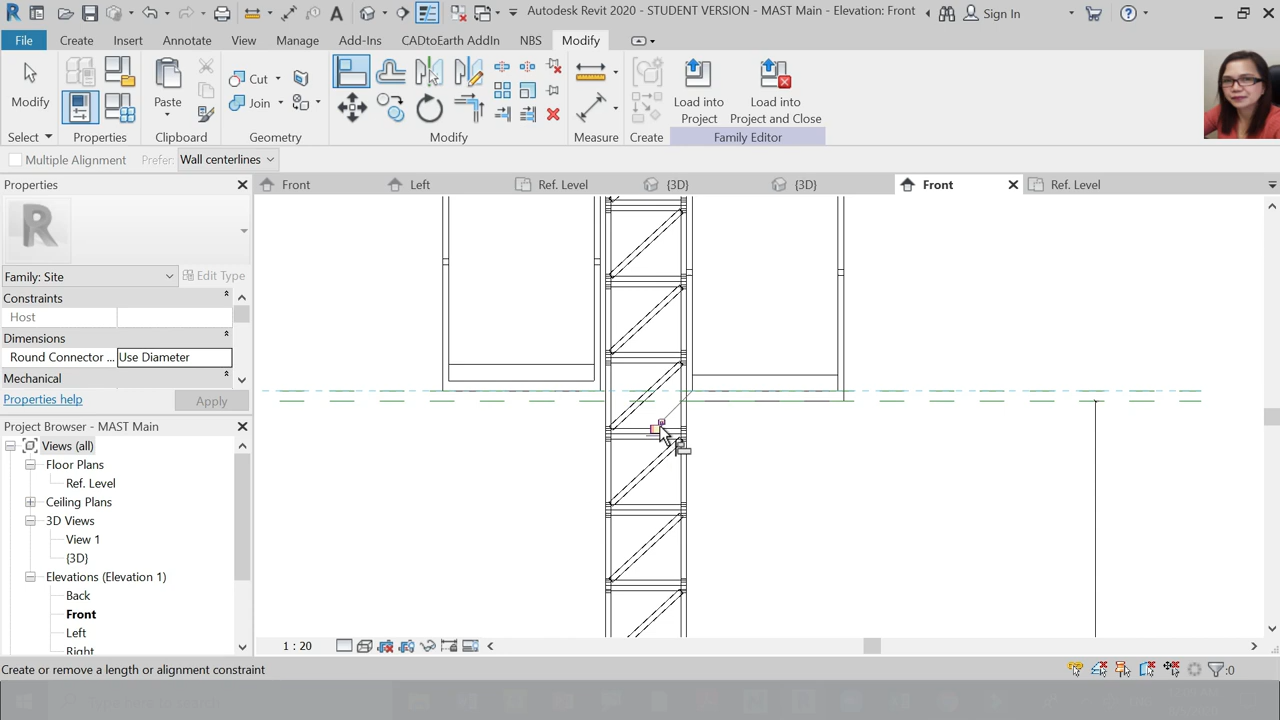 Autodesk Revit 2020 - STUDENT VERSION - MAST Main - Elevation: Front
Sign In
File Create Insert Annotate View Manage Add-Ins CADtoEarth AddIn NBS Modify
Modify
Paste
Cut
Join
Load into
Project
Load into
Project and Close
Select Properties Clipboard Geometry Modify Measure Create Family Editor
Multiple Alignment Prefer: Wall centerlines
Properties
Front Left Ref. Level {3D} {3D} Front Ref. Level
Family: Site Edit Type
Constraints
Host
Dimensions
Round Connector ... Use Diameter
Mechanical
Properties help Apply
Project Browser - MAST Main
Views (all)
Floor Plans
Ref. Level
Ceiling Plans
3D Views
View 1
{3D}
Elevations (Elevation 1)
Back
Front
Left
Right
1 : 20
Create or remove a length or alignment constraint
:0